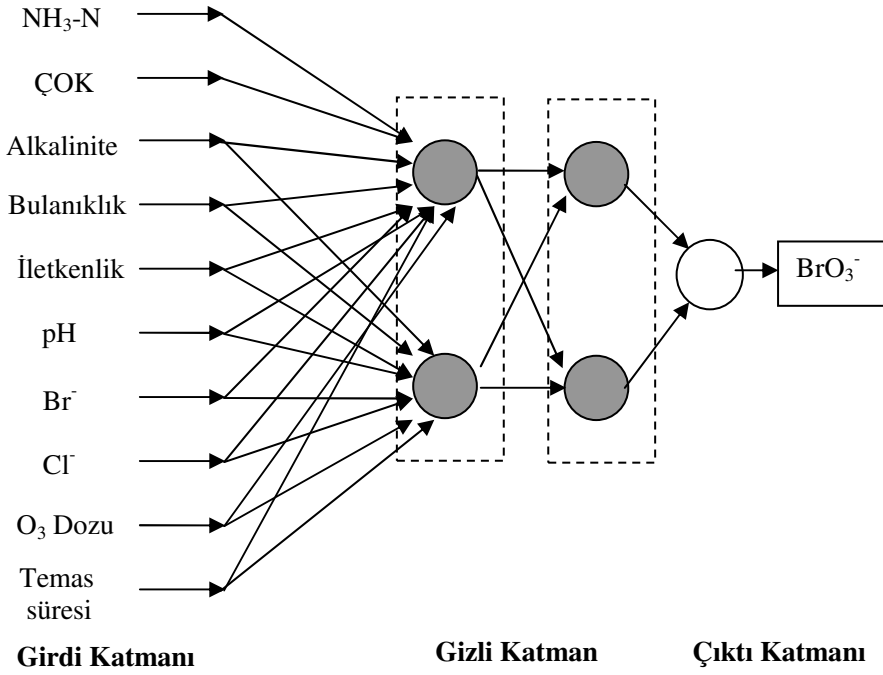 NH₃-N
ÇOK
Alkalinite
Bulanıklık
İletkenlik
pH
Br⁻
Cl⁻
O₃ Dozu
Temas
süresi
BrO₃⁻
Girdi Katmanı
Gizli Katman
Çıktı Katmanı